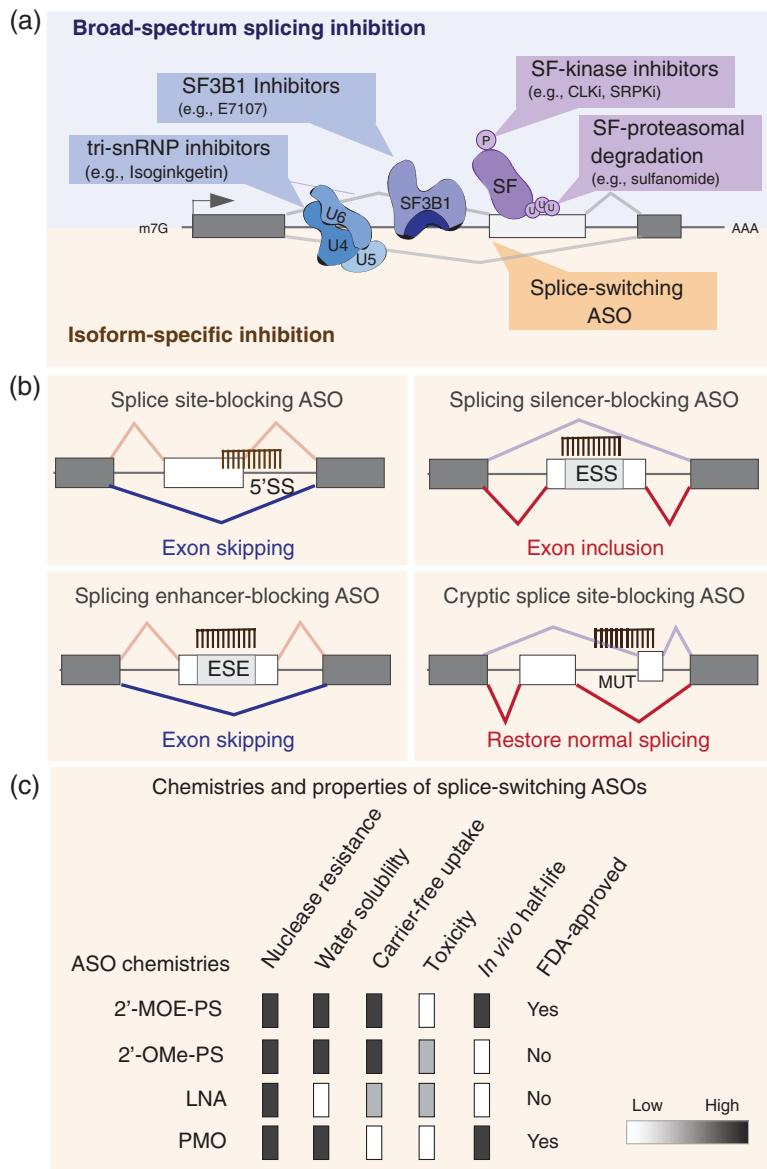 (a)
Broad-spectrum splicing inhibition
SF3B1 Inhibitors
(e.g., E7107)
SF-kinase inhibitors
(e.g., CLKi, SRPKi)
tri-snRNP inhibitors
(e.g., Isoginkgetin)
SF-proteasomal
degradation
(e.g., sulfanomide)
P
SF
U U U
SF3B1
U6
U4
U5
m7G
AAA
Splice-switching
ASO
Isoform-specific inhibition
(b)
Splice site-blocking ASO
5'SS
Exon skipping
Splicing silencer-blocking ASO
ESS
Exon inclusion
Splicing enhancer-blocking ASO
ESE
Exon skipping
Cryptic splice site-blocking ASO
MUT
Restore normal splicing
(c)
Chemistries and properties of splice-switching ASOs
ASO chemistries
Nuclease resistance
Water solublility
Carrier-free uptake
Toxicity
In vivo half-life
FDA-approved
2'-MOE-PS
Yes
2'-OMe-PS
No
LNA
No
PMO
Yes
Low
High